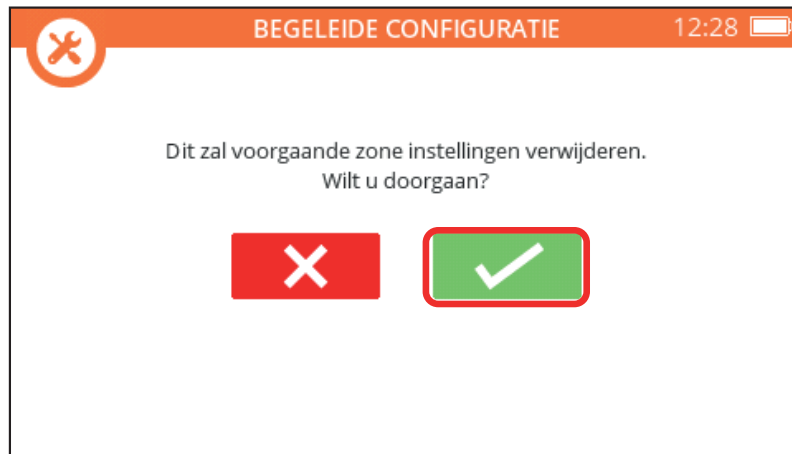 BEGELEIDE CONFIGURATIE 12:28
Dit zal voorgaande zone instellingen verwijderen.
Wilt u doorgaan?